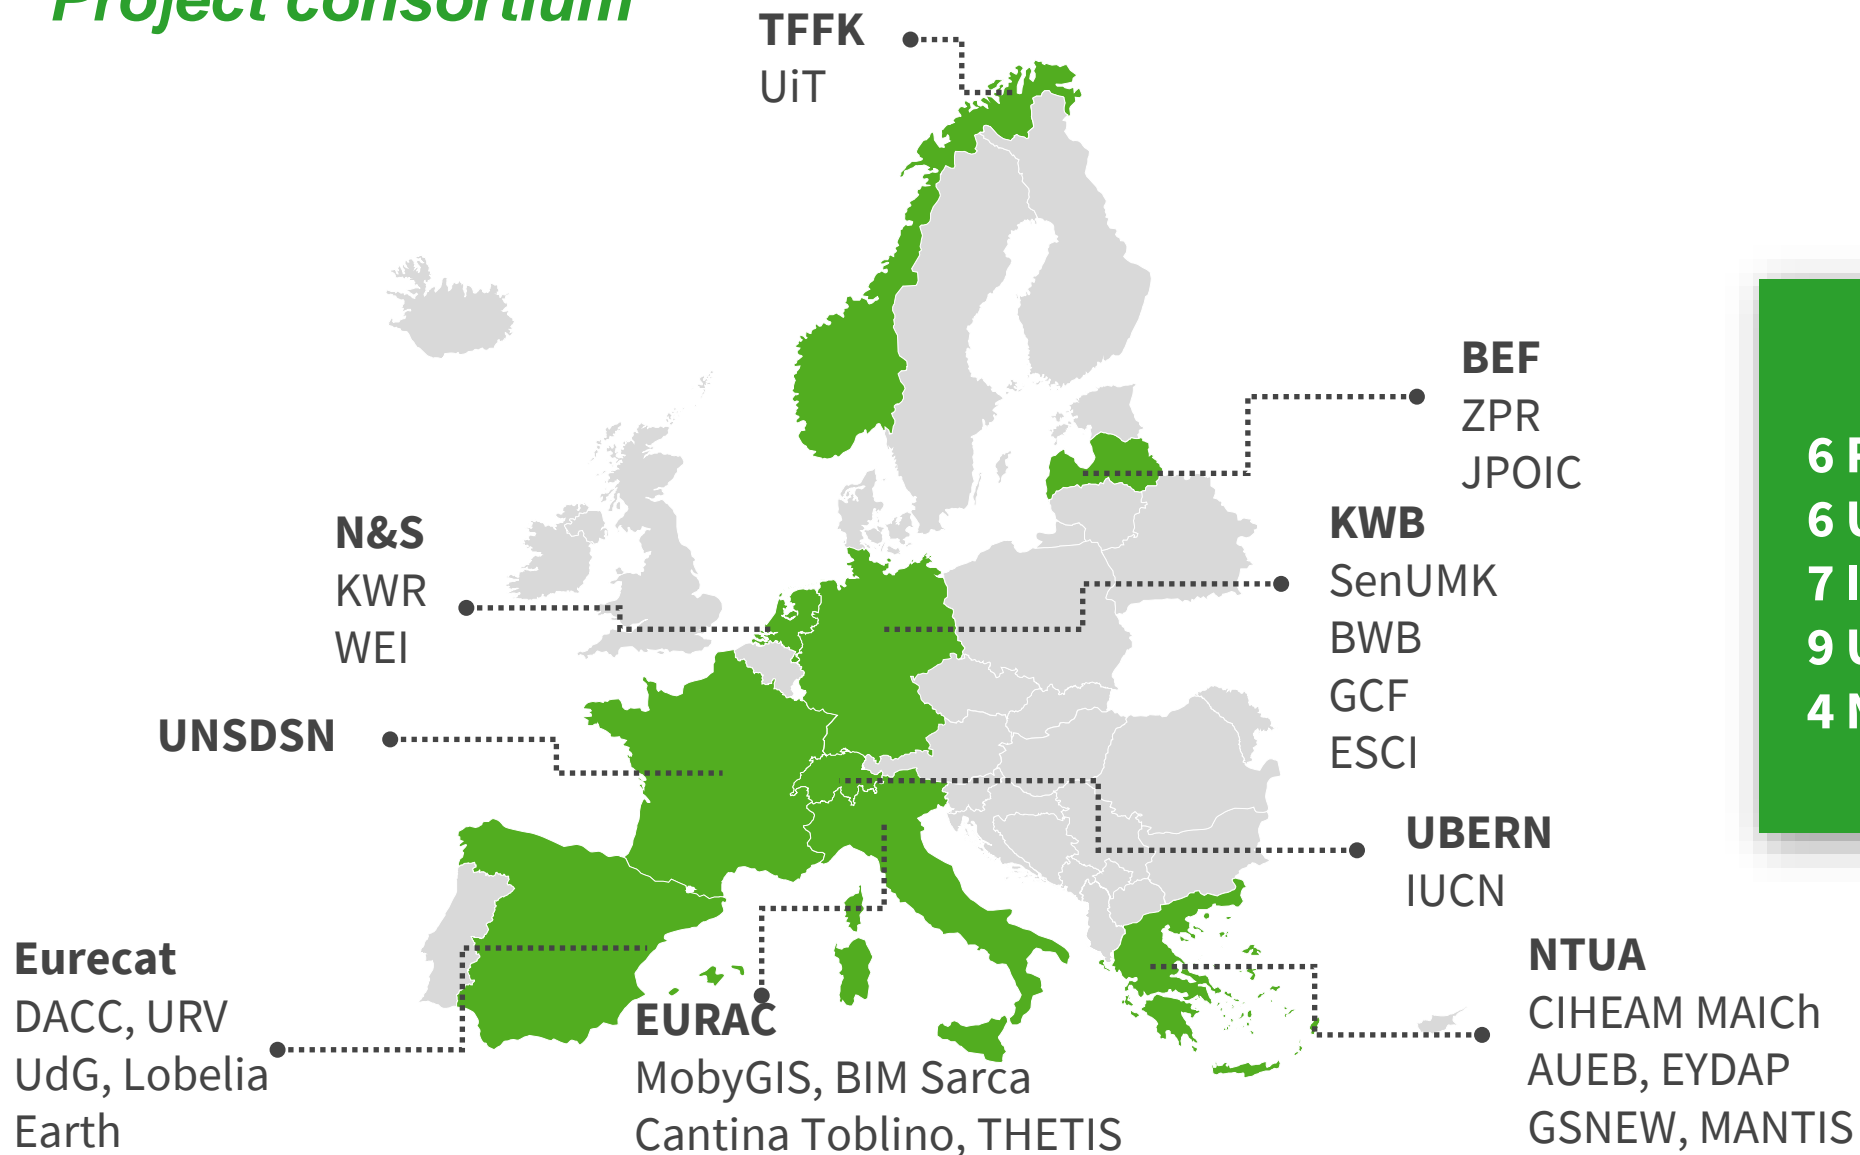 Project consortium
TFFK
UiT
BEF
ZPR
JPOIC
N&S
KWR
WEI
KWB
SenUMK
BWB
GCF
ESCI
UNSDSN
UBERN
IUCN
Eurecat
DACC, URV
UdG, Lobelia
Earth
EURAC
MobyGIS, BIM Sarca
Cantina Toblino, THETIS
NTUA
CIHEAM MAICh
AUEB, EYDAP
GSNEW, MANTIS
6
6
7
9
4